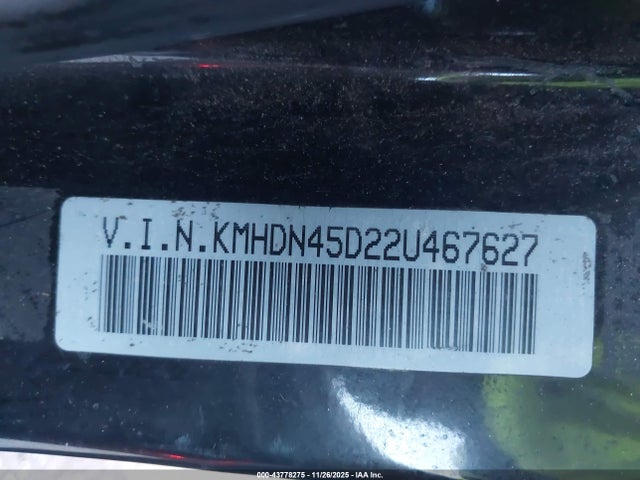 V.I.N.KMHDN45D22U467627
000-43778275 - 11/26/2025 - IAA Inc.